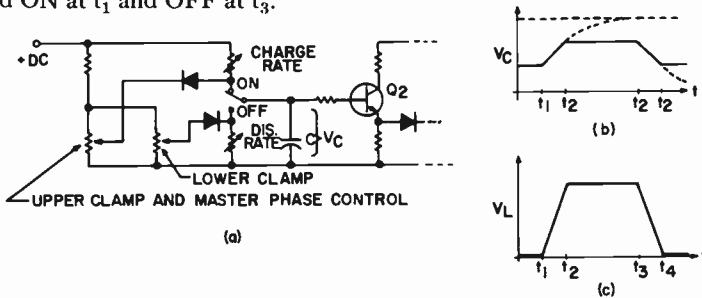 d ON at t₁ and OFF at t₃.
+DC
CHARGE RATE
ON
OFF
DIS. RATE
C
VC
Q2
LOWER CLAMP
UPPER CLAMP AND MASTER PHASE CONTROL
(a)
VC
t₁ t₂ t₂ t₂ t
(b)
VL
t₁ t₂ t₃ t₄
(c)